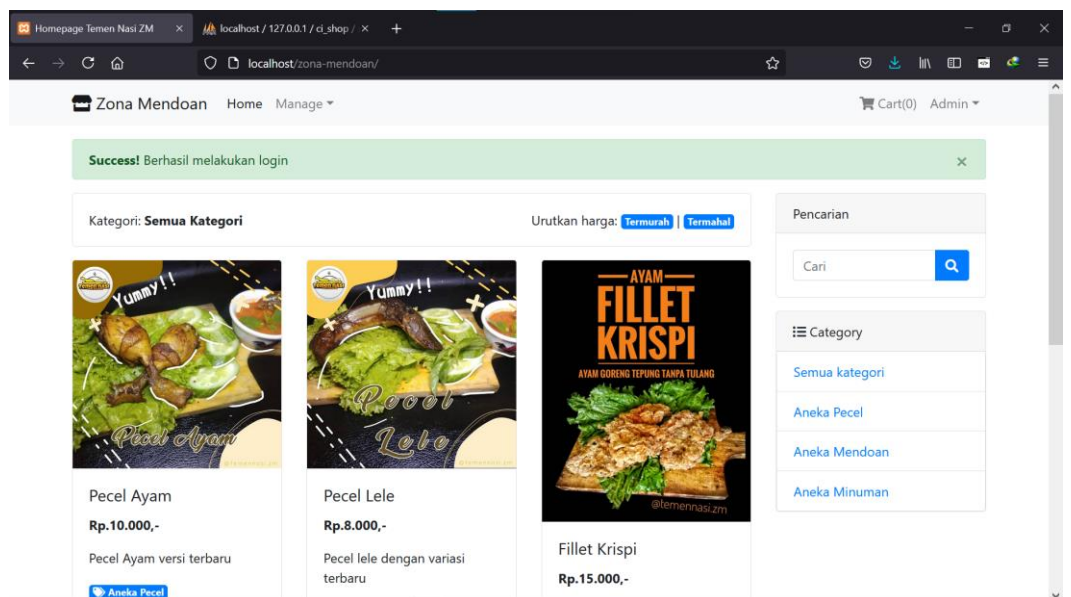 Homepage Temen Nasi ZM
localhost / 127.0.0.1 / ci_shop /
localhost/zona-mendoan/
Zona Mendoan Home Manage Cart(0) Admin
Success! Berhasil melakukan login
Kategori: Semua Kategori Urutkan harga: Termurah | Termahal
Pencarian
Cari
Category
Semua kategori
Aneka Pecel
Aneka Mendoan
Aneka Minuman
Yummy!!
Pecel Ayam
Pecel Ayam
Rp.10.000,-
Pecel Ayam versi terbaru
Aneka Pecel
Yummy!!
Pecel
Lele
@temennasi.zm
Pecel Lele
Rp.8.000,-
Pecel lele dengan variasi
terbaru
AYAM
FILLET
KRISPI
AYAM GORENG TEPUNG TANPA TULANG
@temennasi.zm
Fillet Krispi
Rp.15.000,-